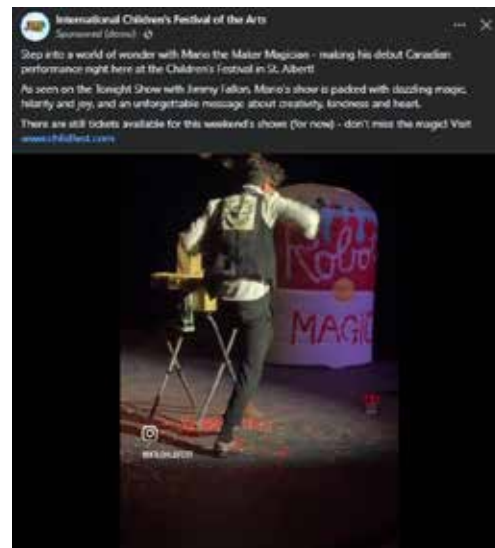 International Children's Festival of the Arts
Sponsored (demo)
Step into a world of wonder with Mario the Maker Magician - making his debut Canadian
performance right here at the Children's Festival in St. Albert!
As seen on the Tonight Show with Jimmy Fallon, Mario's show is packed with dazzling magic,
hilarity and joy, and an unforgettable message about creativity, kindness and heart.
There are still tickets available for this weekend's shows (for now) - don't miss the magic! Visit
www.childfest.com
Robot
MAGIC